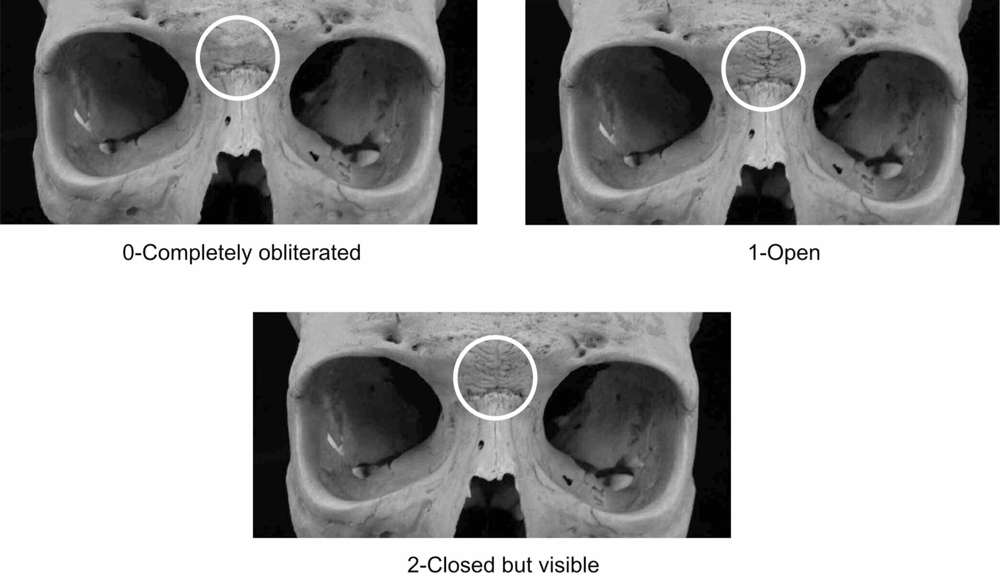 0-Completely obliterated
1-Open
2-Closed but visible